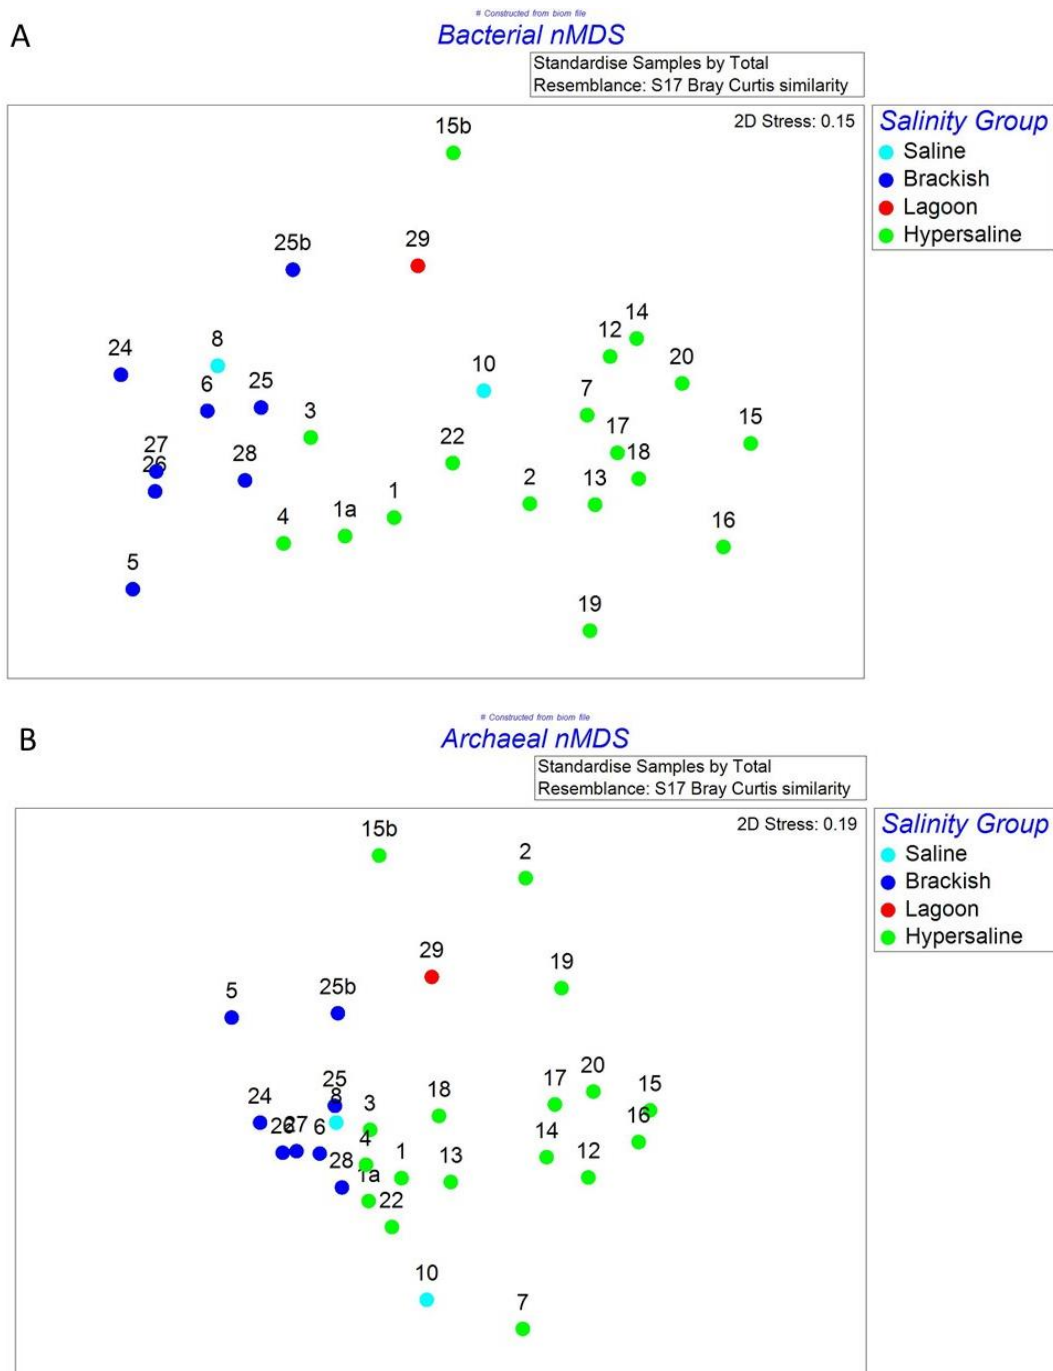 A
# Constructed from biom file
Bacterial nMDS
Standardise Samples by Total
Resemblance: S17 Bray Curtis similarity
2D Stress: 0.15
Salinity Group
Saline
Brackish
Lagoon
Hypersaline
15b
25b
29
14
12
24
8
10
20
6
25
7
3
17
15
22
27
26
28
18
2
13
1
4
1a
16
5
19
B
# Constructed from biom file
Archaeal nMDS
Standardise Samples by Total
Resemblance: S17 Bray Curtis similarity
2D Stress: 0.19
Salinity Group
Saline
Brackish
Lagoon
Hypersaline
15b
2
29
19
5
25b
25
20
24
8
3
18
17
15
26
27
6
16
4
1
13
14
12
28
1a
22
10
7